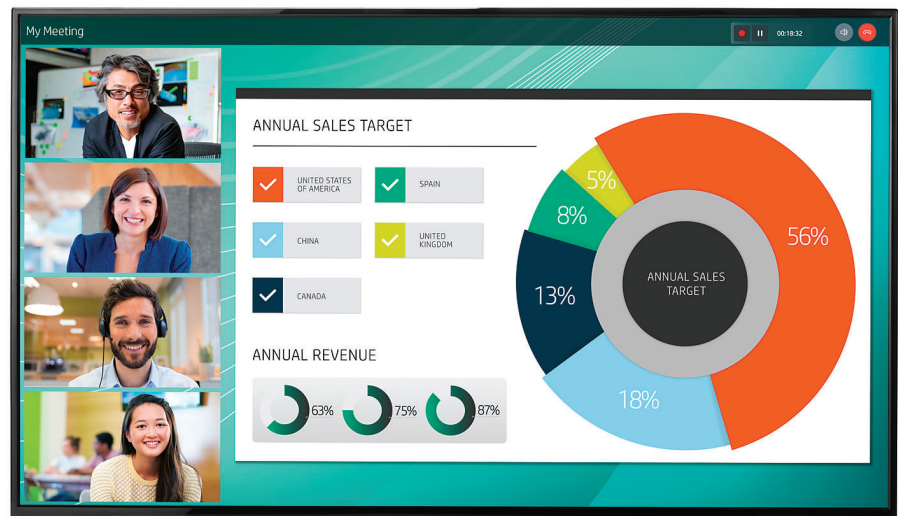 My Meeting
00:18:32
ANNUAL SALES TARGET
UNITED STATES
OF AMERICA
SPAIN
CHINA
UNITED
KINGDOM
CANADA
ANNUAL REVENUE
63%
75%
87%
5%
8%
56%
13%
18%
ANNUAL SALES
TARGET